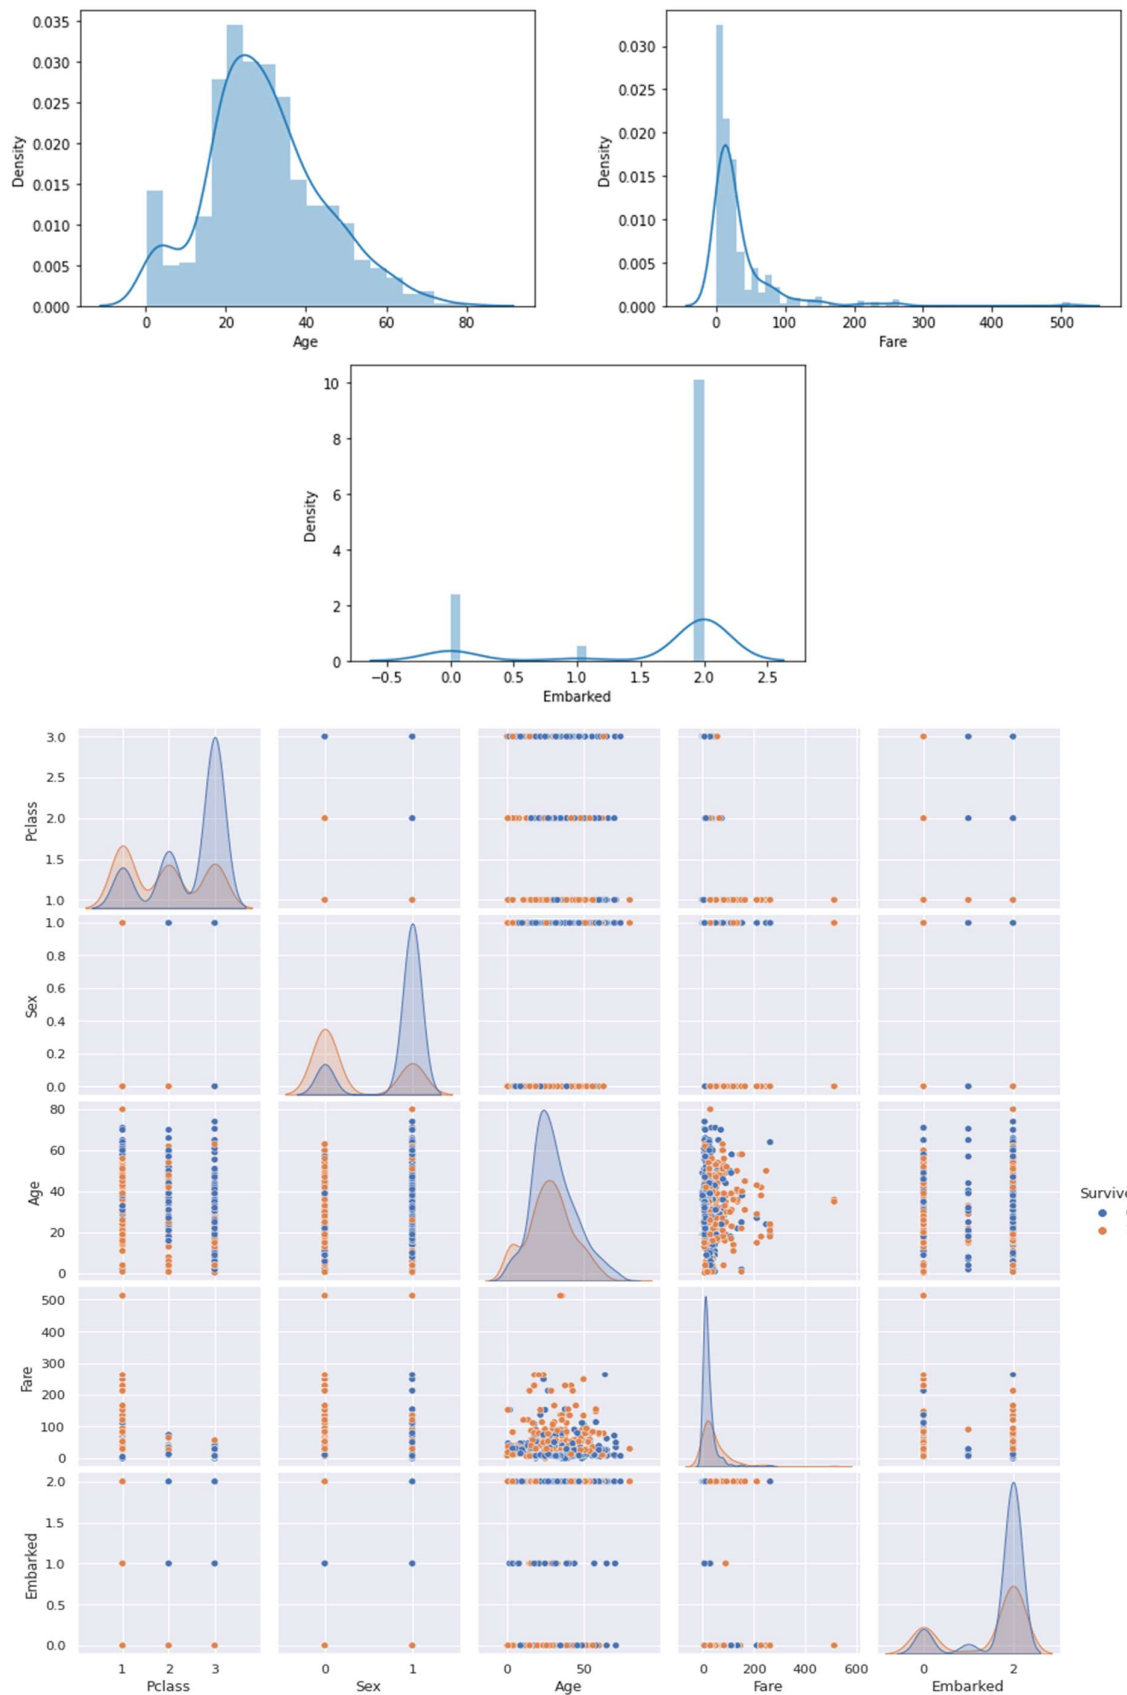 0.035
0.030
0.025
0.020
0.015
0.010
0.005
0.000
Density
0 20 40 60 80
Age
0.030
0.025
0.020
0.015
0.010
0.005
0.000
Density
0 100 200 300 400 500
Fare
10
8
6
4
2
0
Density
−0.5 0.0 0.5 1.0 1.5 2.0 2.5
Embarked
3.0
2.5
2.0
1.5
1.0
Pclass
1.0
0.8
0.6
0.4
0.2
0.0
Sex
80
60
40
20
0
Age
Survive
500
400
300
200
100
0
Fare
2.0
1.5
1.0
0.5
0.0
Embarked
1 2 3 0 1 0 50 0 200 400 600 0 2
Pclass Sex Age Fare Embarked